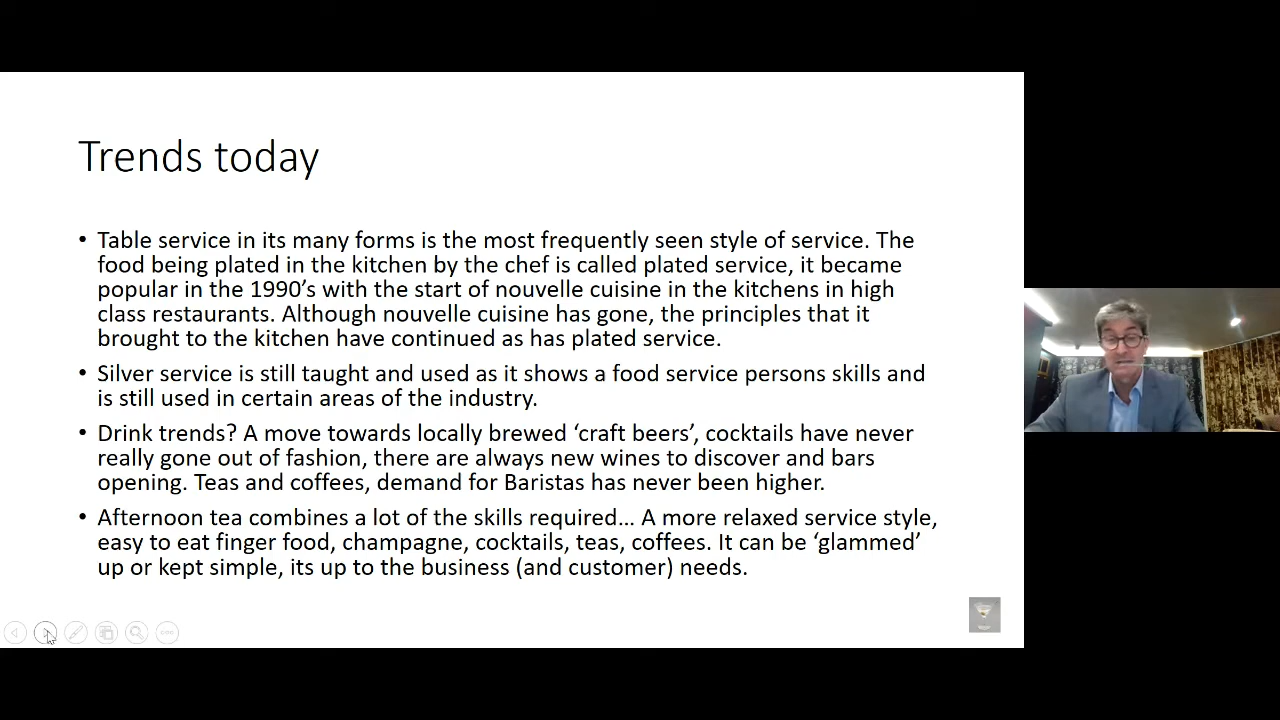 Trends today
• Table service in its many forms is the most frequently seen style of service. The
food being plated in the kitchen by the chef is called plated service, it became
popular in the 1990’s with the start of nouvelle cuisine in the kitchens in high
class restaurants. Although nouvelle cuisine has gone, the principles that it
brought to the kitchen have continued as has plated service.
• Silver service is still taught and used as it shows a food service persons skills and
is still used in certain areas of the industry.
• Drink trends? A move towards locally brewed ‘craft beers’, cocktails have never
really gone out of fashion, there are always new wines to discover and bars
opening. Teas and coffees, demand for Baristas has never been higher.
• Afternoon tea combines a lot of the skills required… A more relaxed service style,
easy to eat finger food, champagne, cocktails, teas, coffees. It can be ‘glammed’
up or kept simple, its up to the business (and customer) needs.